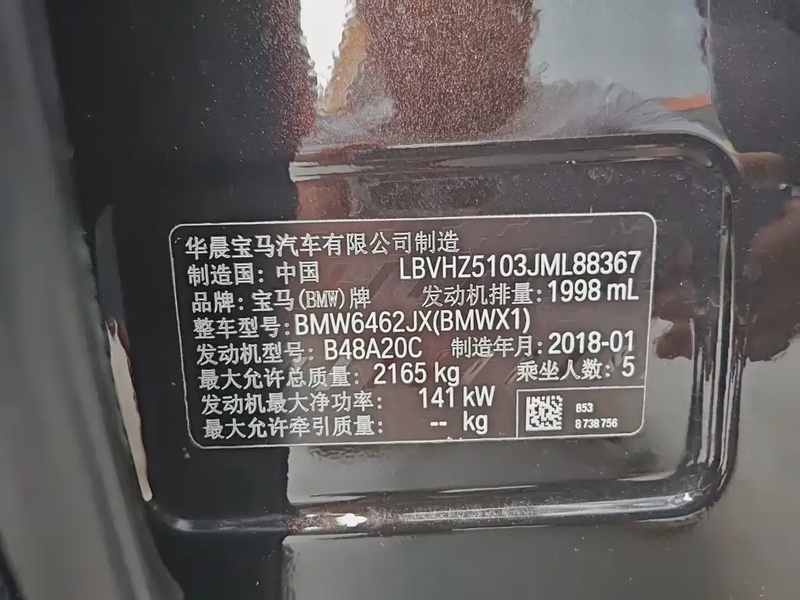 华晨宝马汽车有限公司制造
制造国：中国 LBVHZ5103JML88367
品牌：宝马(BMW)牌 发动机排量：1998 mL
整车型号：BMW6462JX(BMWX1)
发动机型号：B48A20C 制造年月：2018-01
最大允许总质量：2165 kg 乘坐人数：5
发动机最大净功率： 141 kW
最大允许牵引质量： -- kg
B53
8 738 756